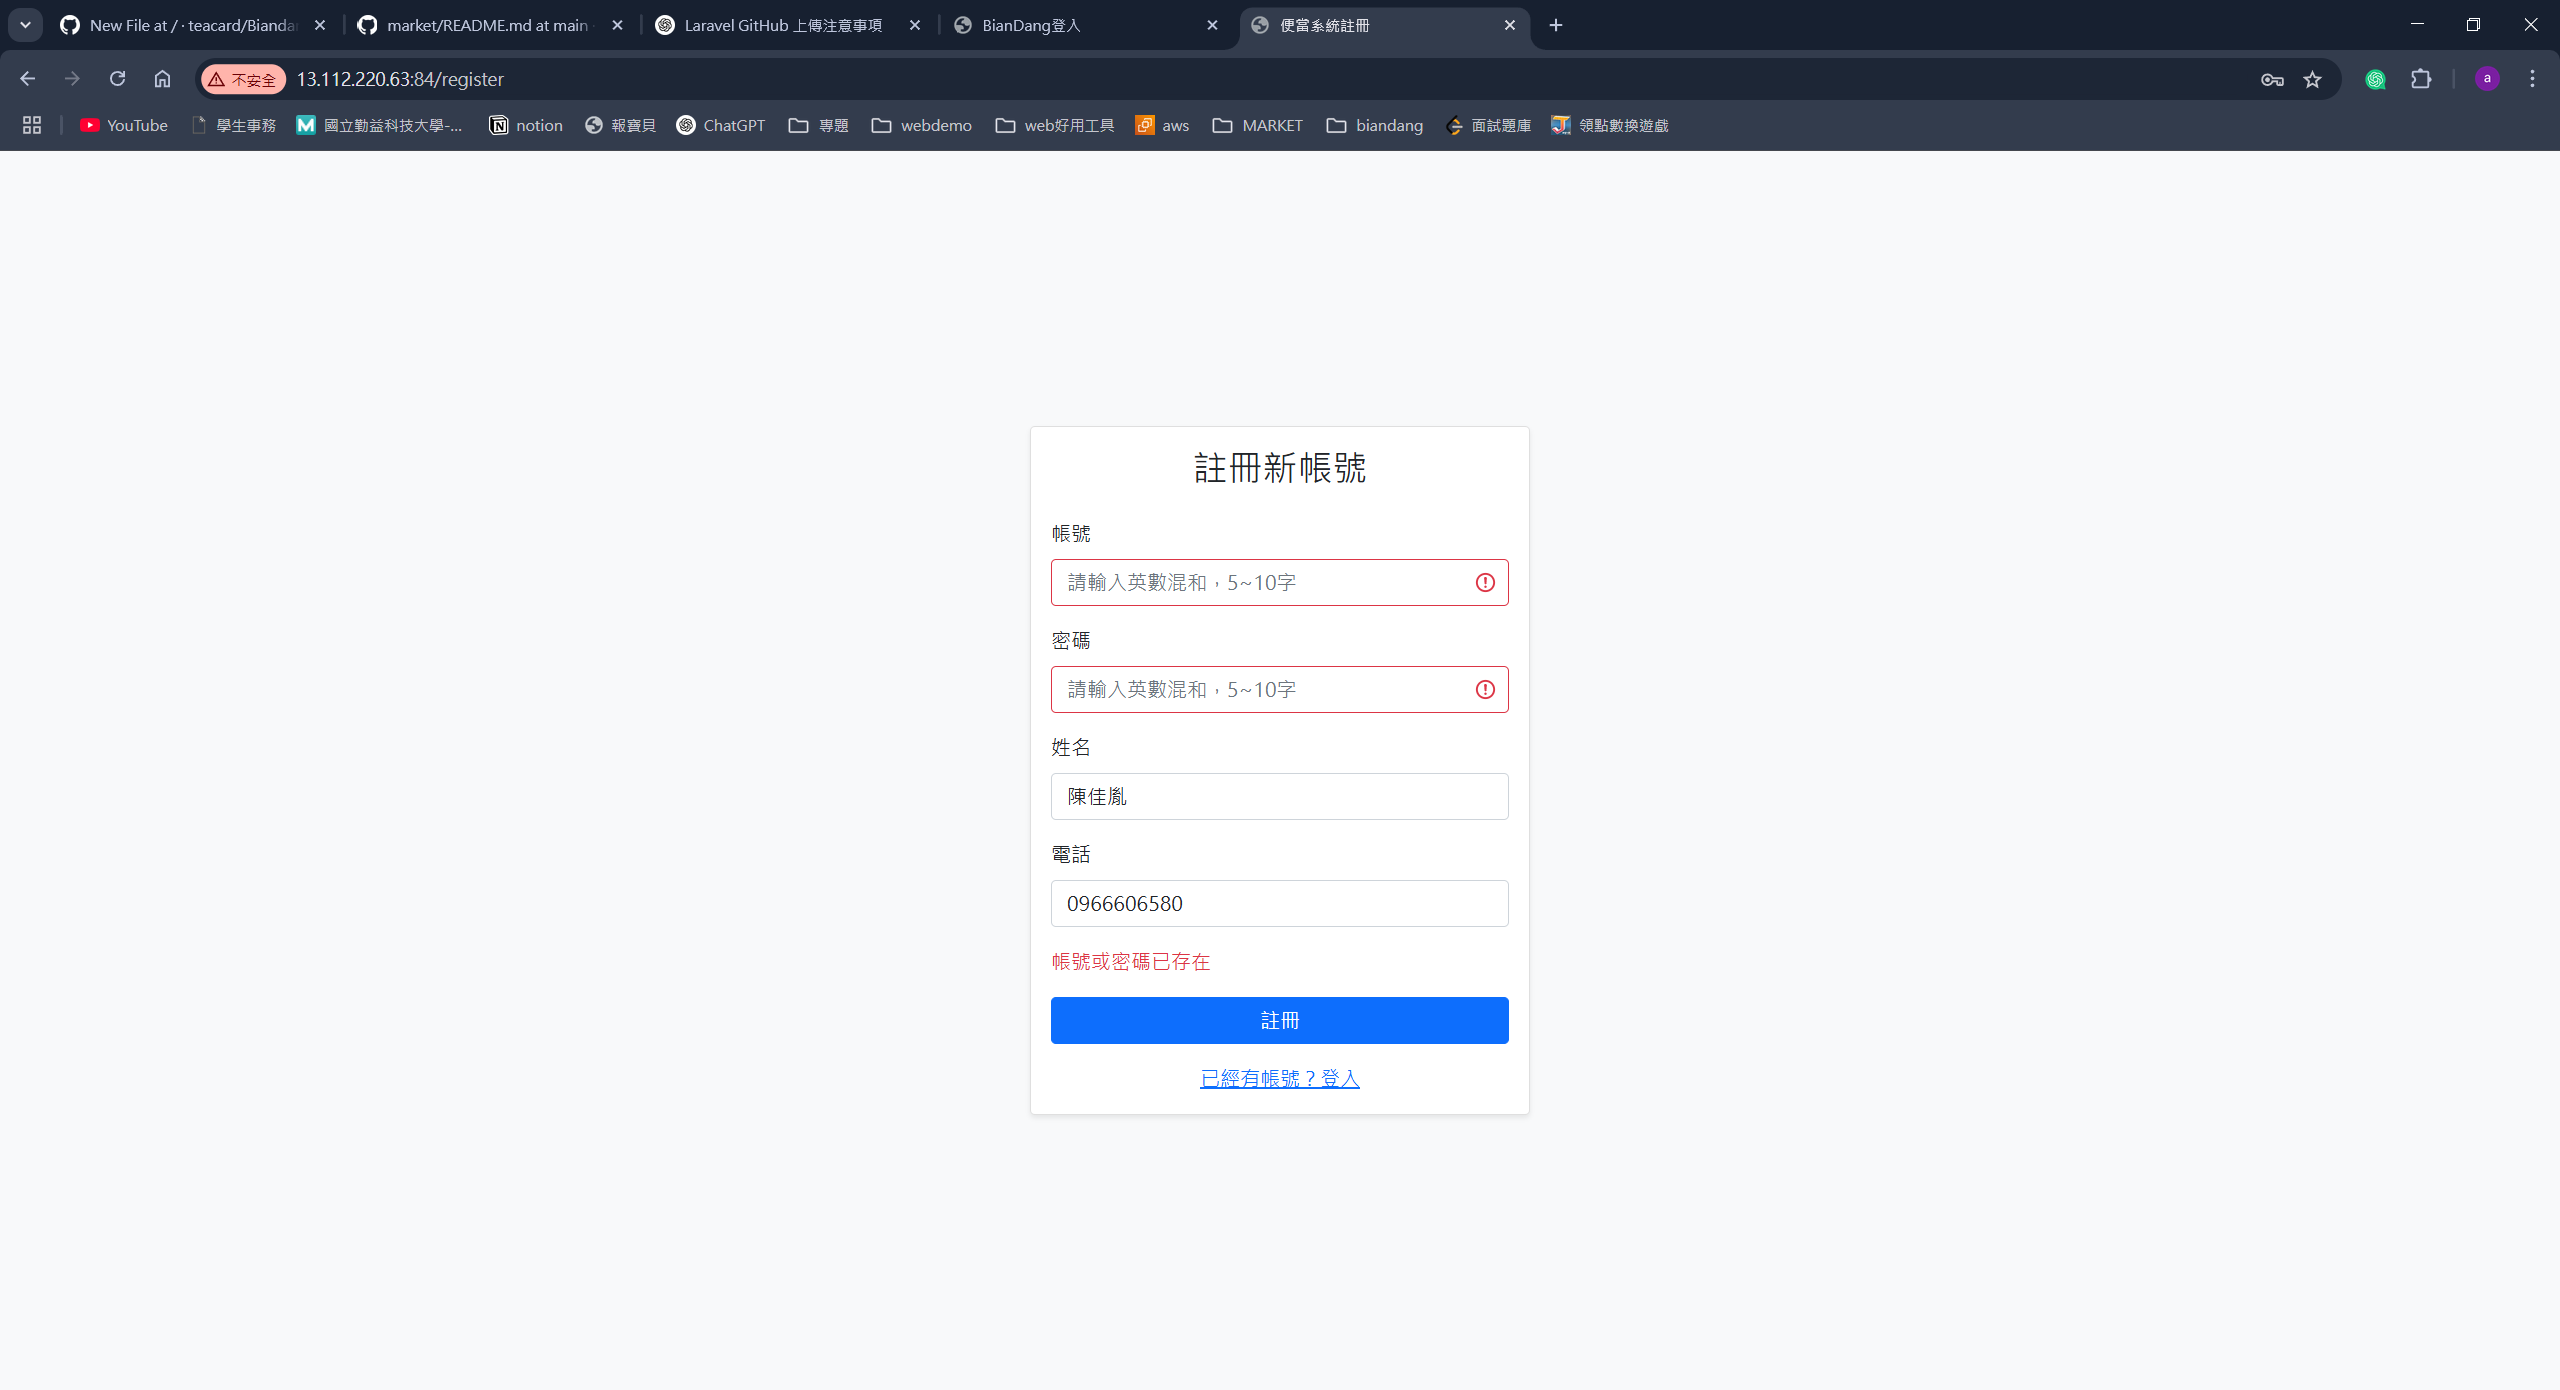 New File at / · teacard/Bianda
market/README.md at main
Laravel GitHub 上傳注意事項
BianDang登入
便當系統註冊
不安全
13.112.220.63:84/register
a
YouTube
學生事務
國立勤益科技大學-...
notion
報寶貝
ChatGPT
專題
webdemo
web好用工具
aws
MARKET
biandang
面試題庫
領點數換遊戲
註冊新帳號
帳號
請輸入英數混和，5~10字
密碼
請輸入英數混和，5~10字
姓名
陳佳胤
電話
0966606580
帳號或密碼已存在
註冊
已經有帳號？登入